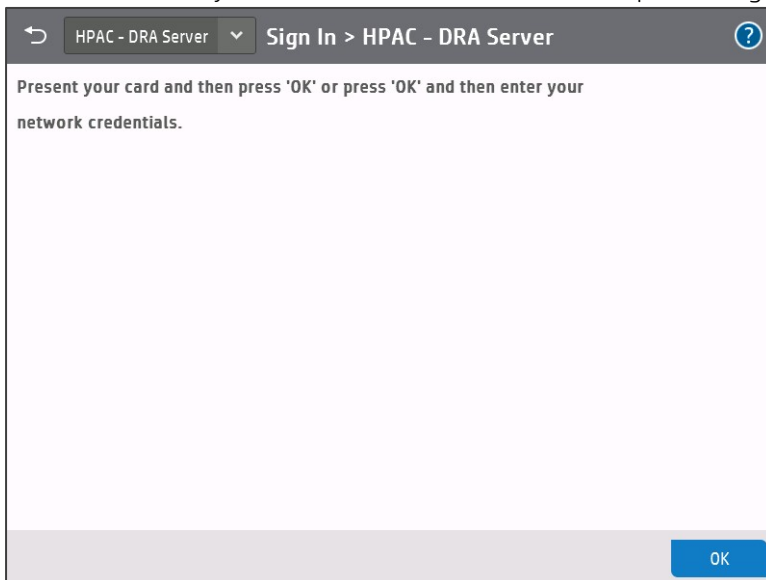 HPAC - DRA Server Sign In > HPAC - DRA Server ?
Present your card and then press 'OK' or press 'OK' and then enter your
network credentials.
OK